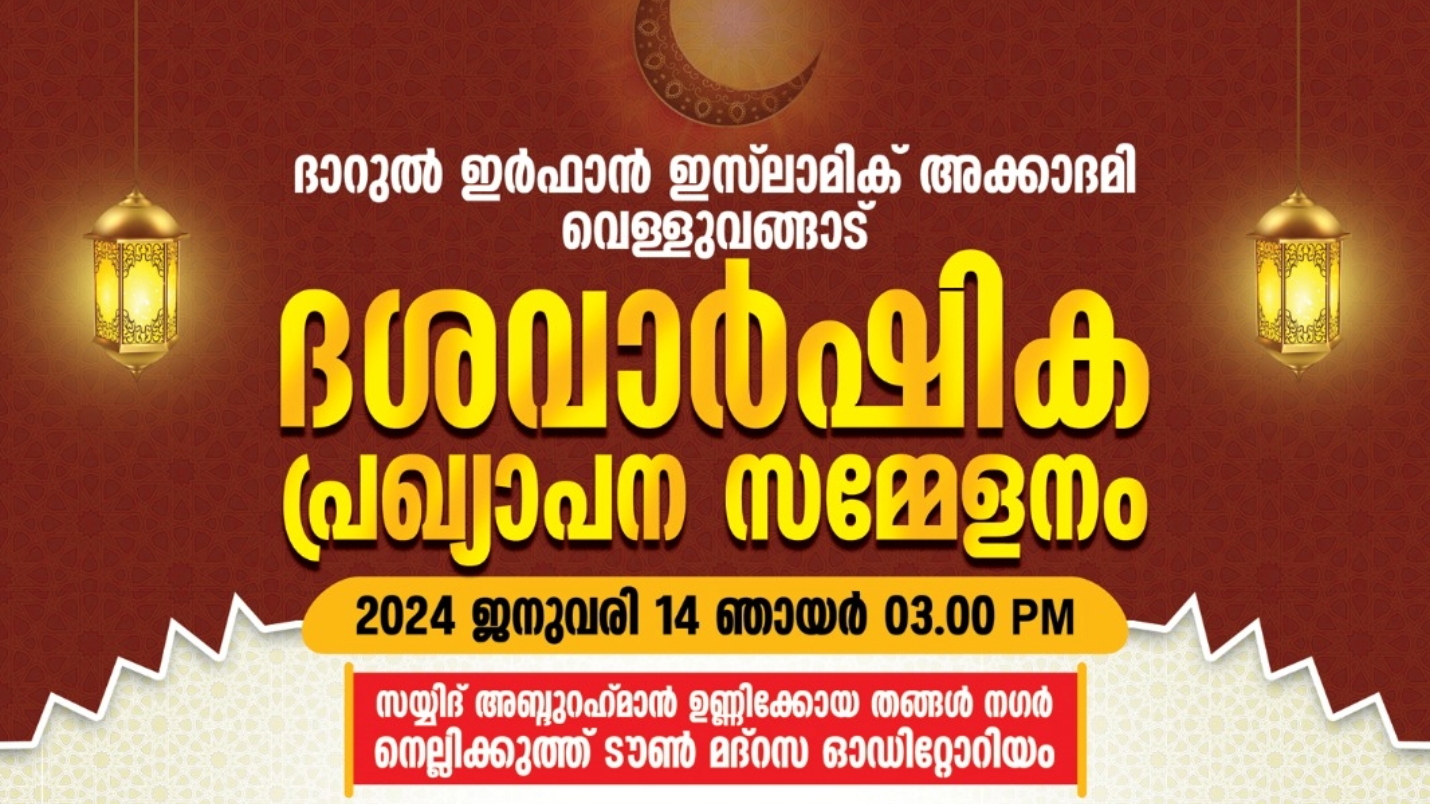 ദാറുൽ ഇർഫാൻ ഇസ്‌ലാമിക് അക്കാദമി
വെള്ളുവങ്ങാട്
ദശവാർഷിക
പ്രഖ്യാപന സമ്മേളനം
2024 ജനുവരി 14 ഞായർ 03.00 PM
സയ്യിദ് അബ്ദുറഹ്‌മാൻ ഉണ്ണിക്കോയ തങ്ങൾ നഗർ
നെല്ലിക്കുത്ത് ടൗൺ മദ്റസ ഓഡിറ്റോറിയം